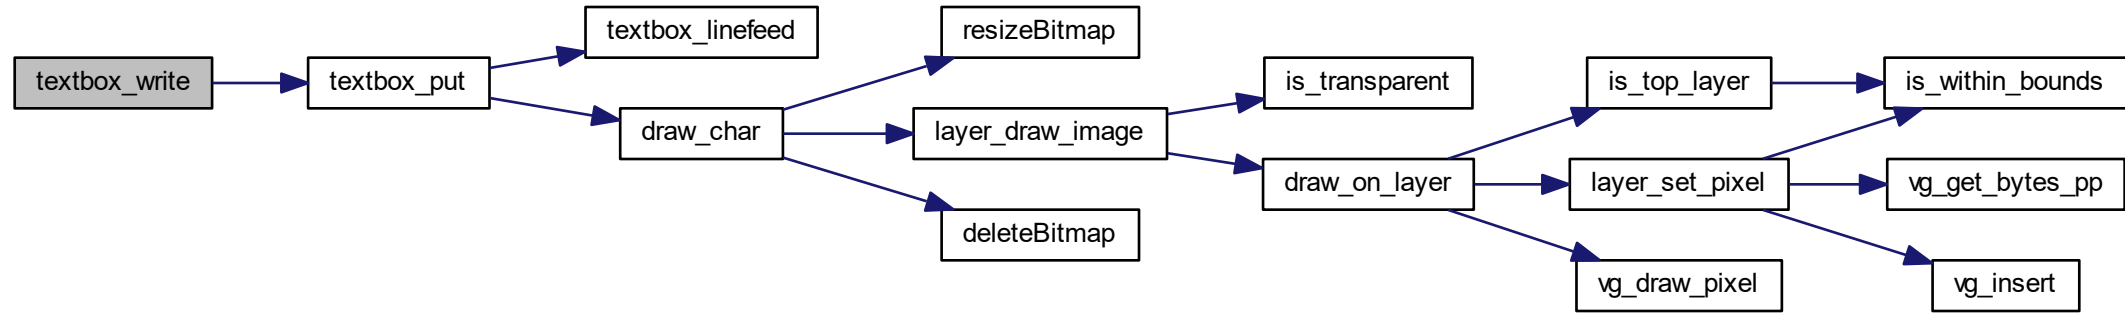 textbox_write
textbox_put
textbox_linefeed
draw_char
resizeBitmap
layer_draw_image
deleteBitmap
is_transparent
draw_on_layer
is_top_layer
layer_set_pixel
vg_draw_pixel
is_within_bounds
vg_get_bytes_pp
vg_insert